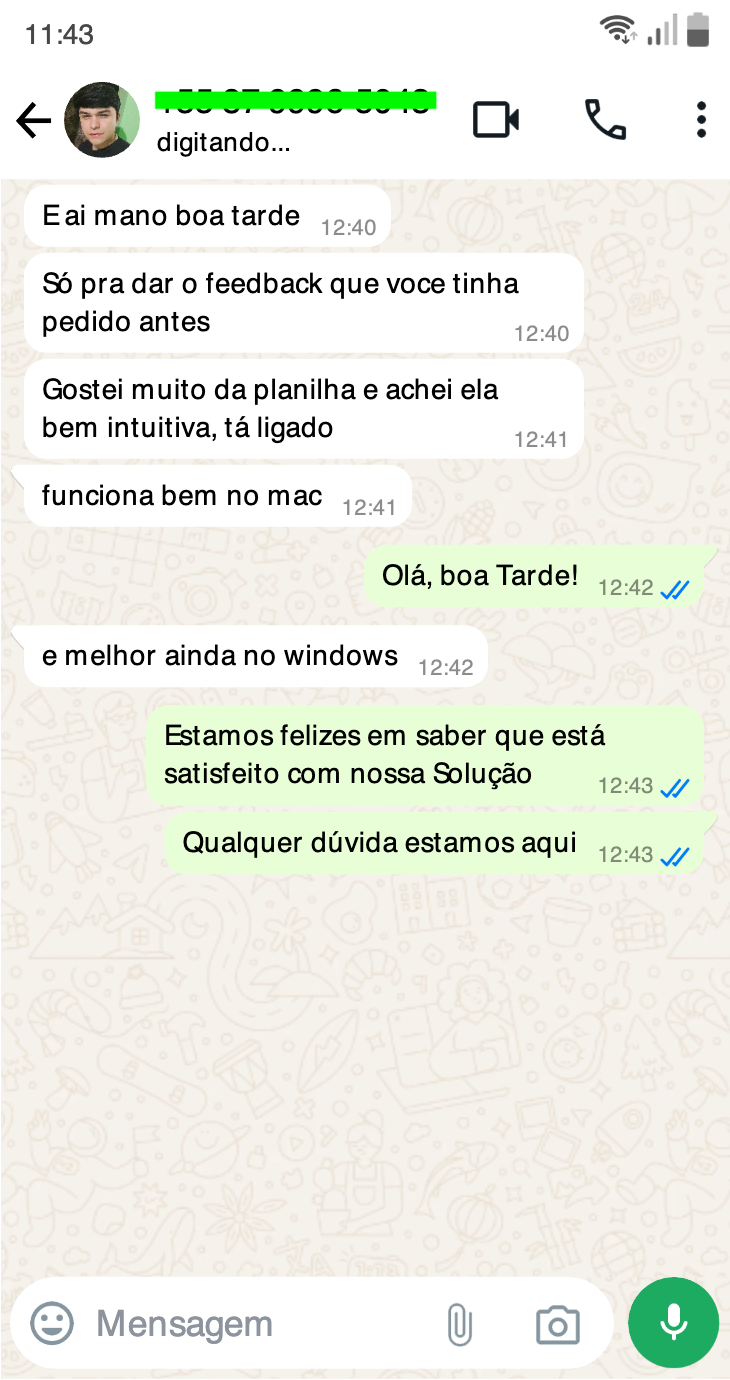 11:43
digitando...
E ai mano boa tarde 12:40
Só pra dar o feedback que voce tinha
pedido antes 12:40
Gostei muito da planilha e achei ela
bem intuitiva, tá ligado 12:41
funciona bem no mac 12:41
Olá, boa Tarde! 12:42
e melhor ainda no windows 12:42
Estamos felizes em saber que está
satisfeito com nossa Solução 12:43
Qualquer dúvida estamos aqui 12:43
Mensagem